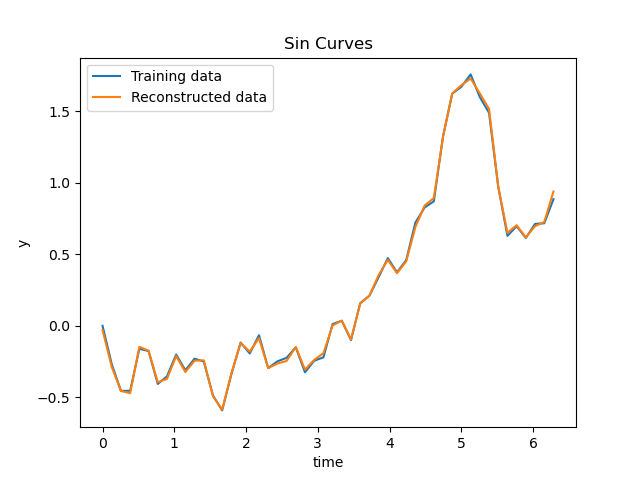 Sin Curves
Training data
Reconstructed data
1.5
1.0
0.5
0.0
−0.5
y
0 1 2 3 4 5 6
time